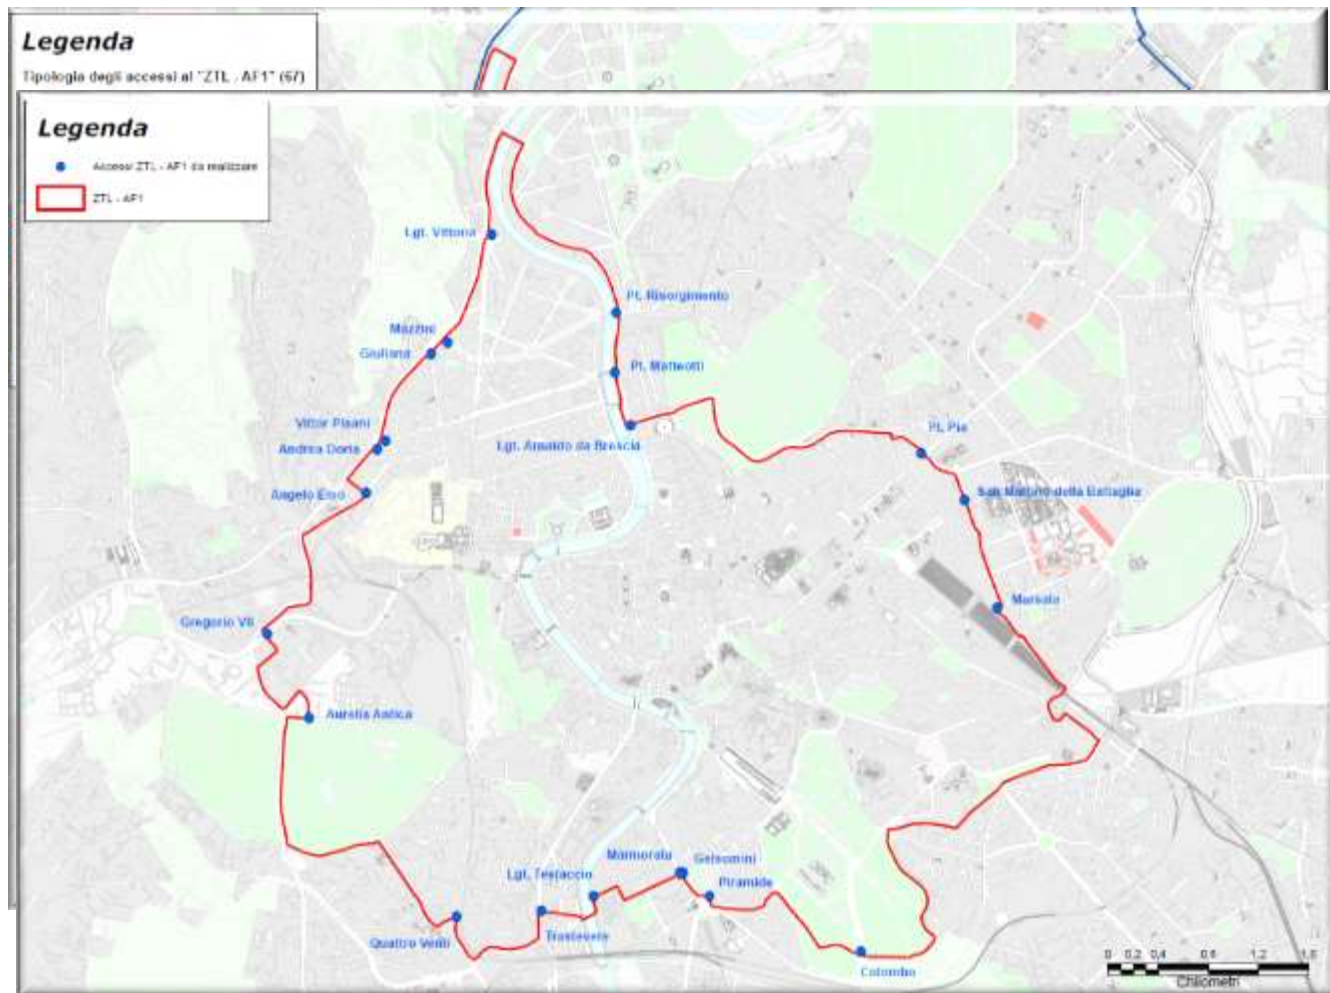 Legenda
Tipologia degli accessi al "ZTL - AF1" (67)
Legenda
Accessi ZTL - AF1 da realizzare
ZTL - AF1
Lgt. Vittoria
Pt. Risorgimento
Mazzini
Giuliana
Pt. Matteotti
Vittor Pisani
Andrea Doria
Lgt. Arnaldo da Brescia
Pt. Pia
Angelo Emo
San Martino della Battaglia
Marsala
Gregorio VII
Aurelia Antica
Marmorata
Gelsomini
Lgt. Testaccio
Piramide
Quattro Venti
Trastevere
Colombo
0 0,2 0,4 0,8 1,2 1,6
Chilometri